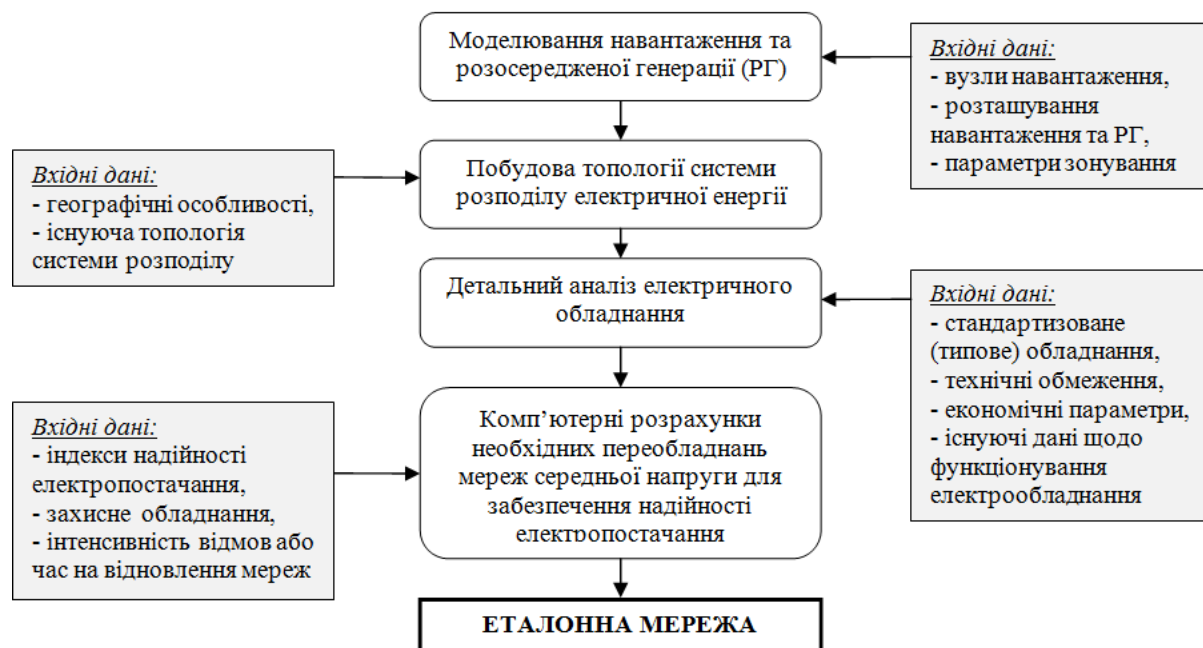 Моделювання навантаження та
розосередженої генерації (РГ)
Вхідні дані:
- вузли навантаження,
- розташування
навантаження та РГ,
- параметри зонування
Вхідні дані:
- географічні особливості,
- існуюча топологія
системи розподілу
Побудова топології системи
розподілу електричної енергії
Детальний аналіз електричного
обладнання
Вхідні дані:
- стандартизоване
(типове) обладнання,
- технічні обмеження,
- економічні параметри,
- існуючі дані щодо
функціонування
електрообладнання
Вхідні дані:
- індекси надійності
електропостачання,
- захисне обладнання,
- інтенсивність відмов або
час на відновлення мереж
Комп’ютерні розрахунки
необхідних переобладнань
мереж середньої напруги для
забезпечення надійності
електропостачання
ЕТАЛОННА МЕРЕЖА